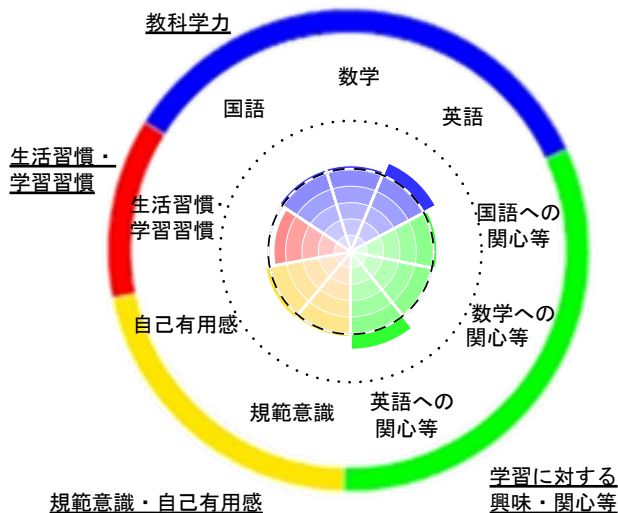 教科学力
数学
国語
英語
生活習慣・
学習習慣
生活習慣・
学習習慣
国語への
関心等
自己有用感
数学への
関心等
規範意識
英語への
関心等
学習に対する
興味・関心等
規範意識・自己有用感